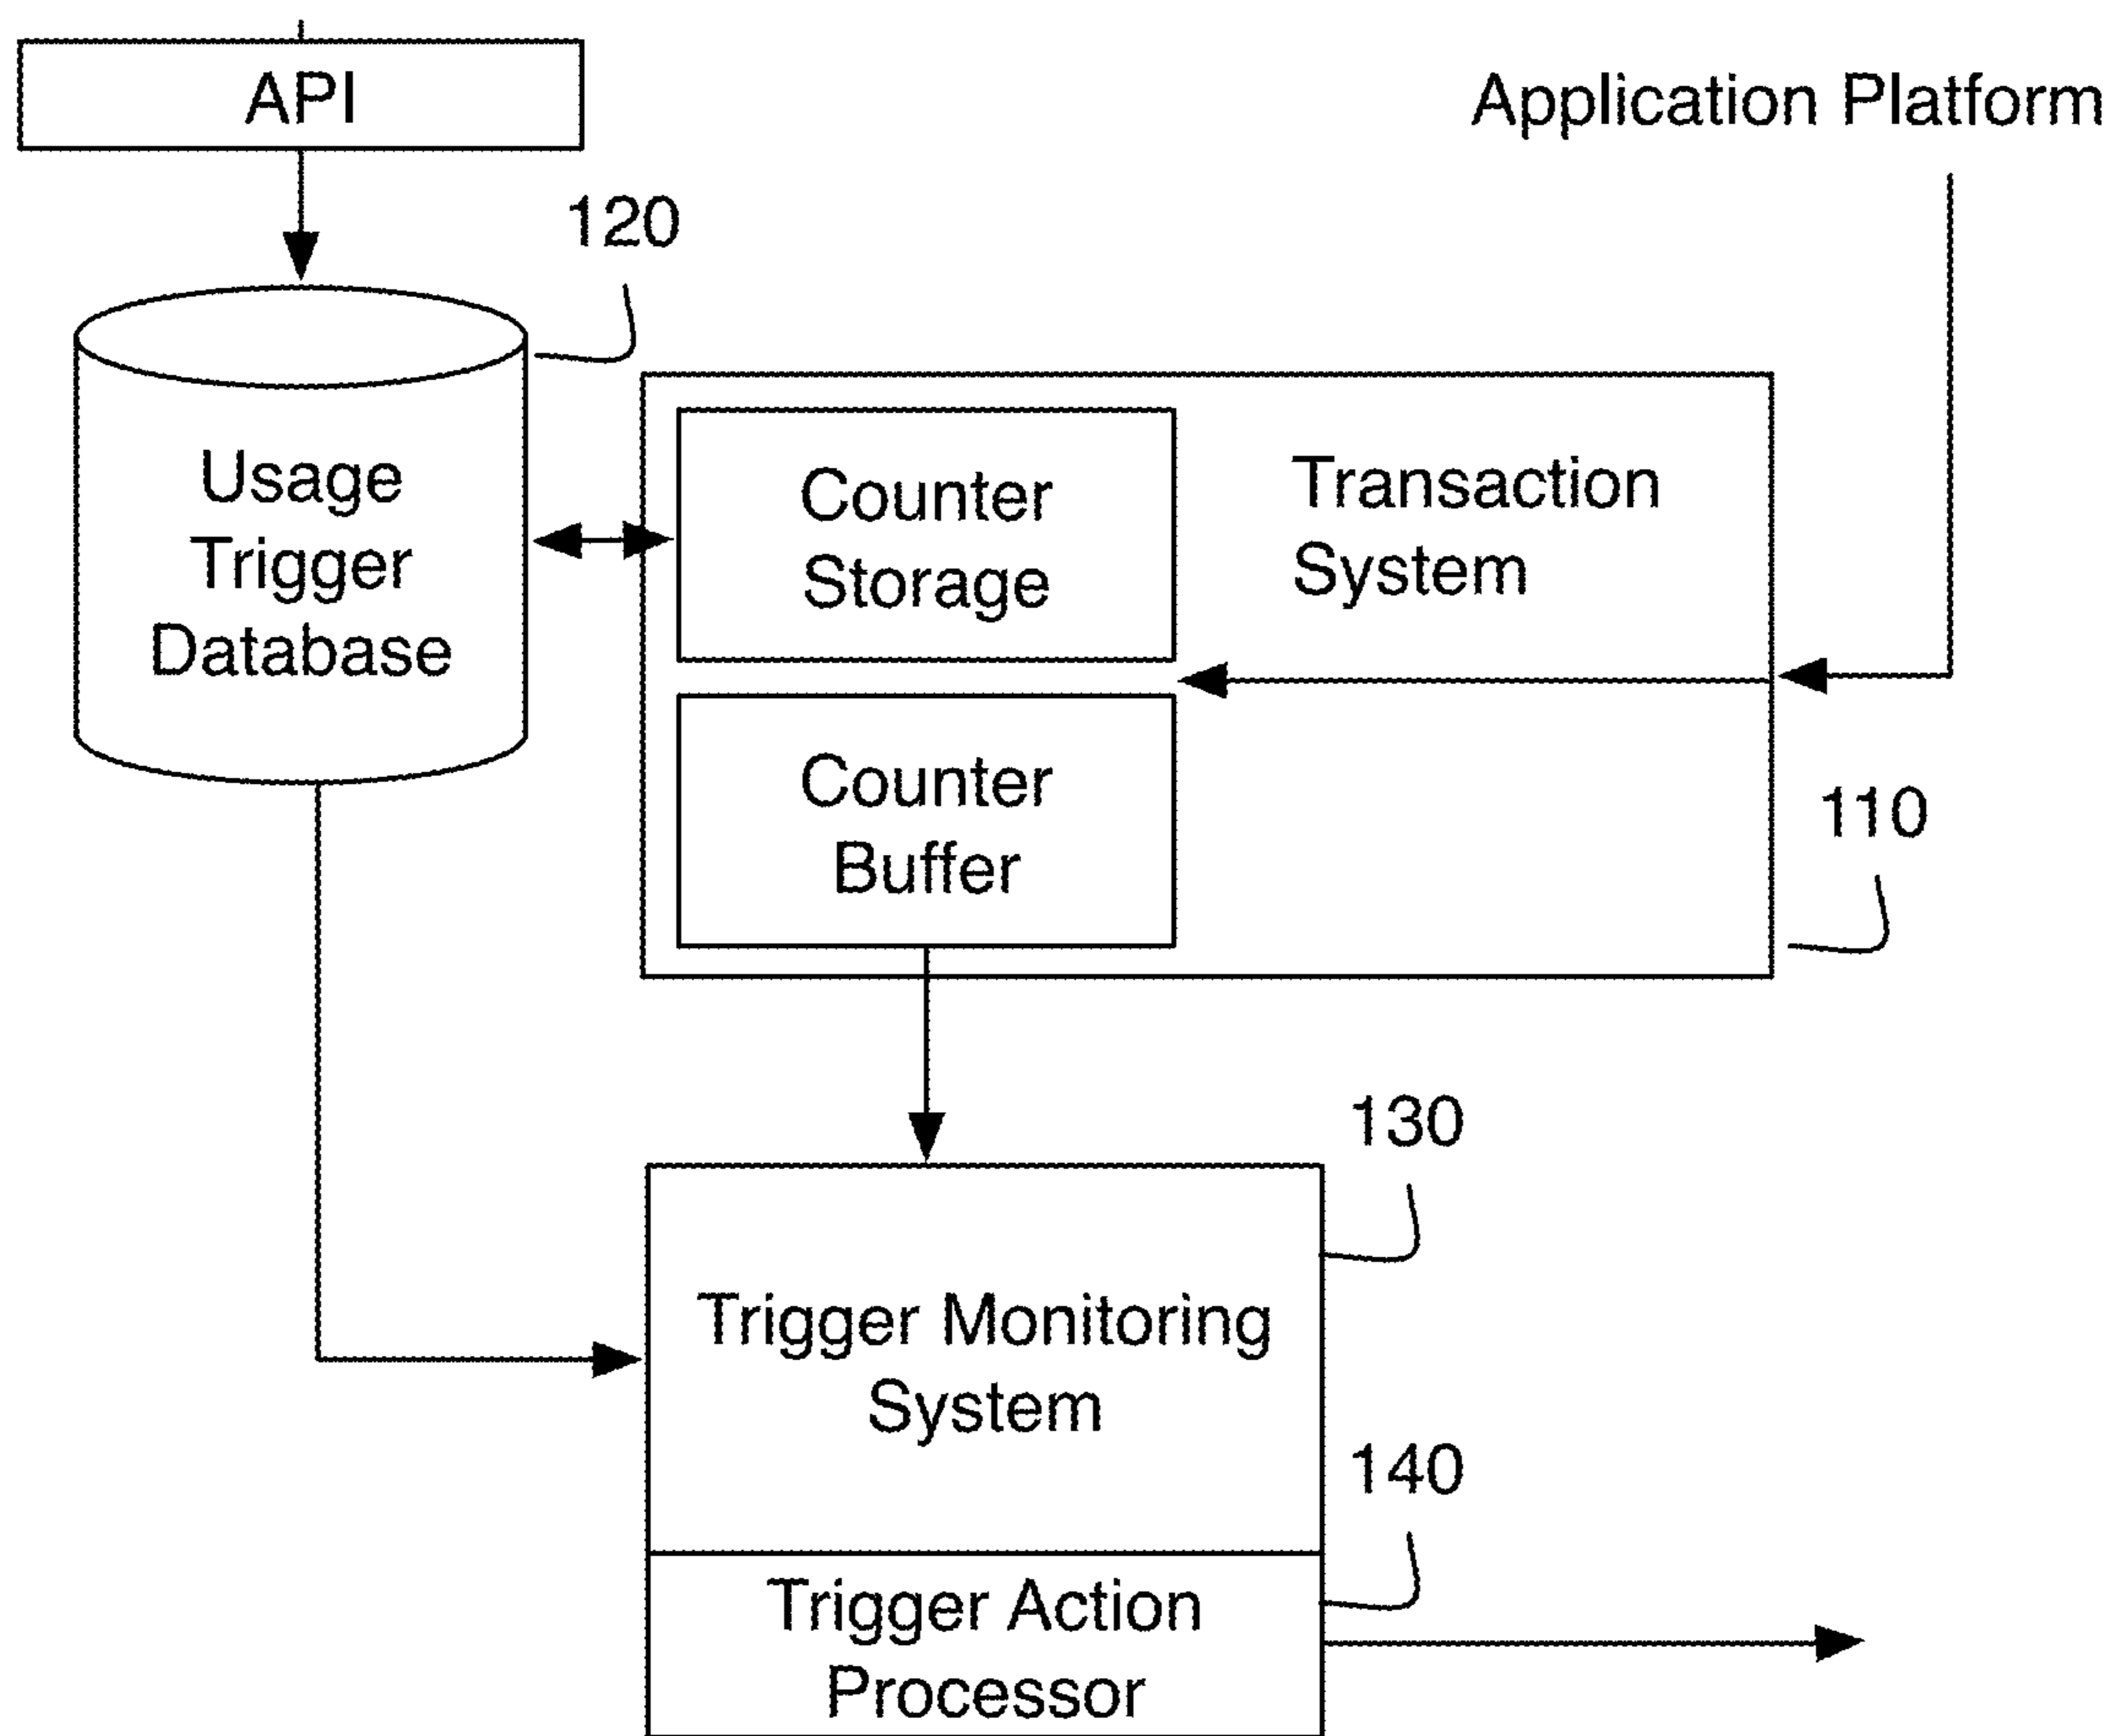 API
Application Platform
120
Usage
Trigger
Database
Counter
Storage
Transaction
System
Counter
Buffer
110
130
Trigger Monitoring
System
140
Trigger Action
Processor